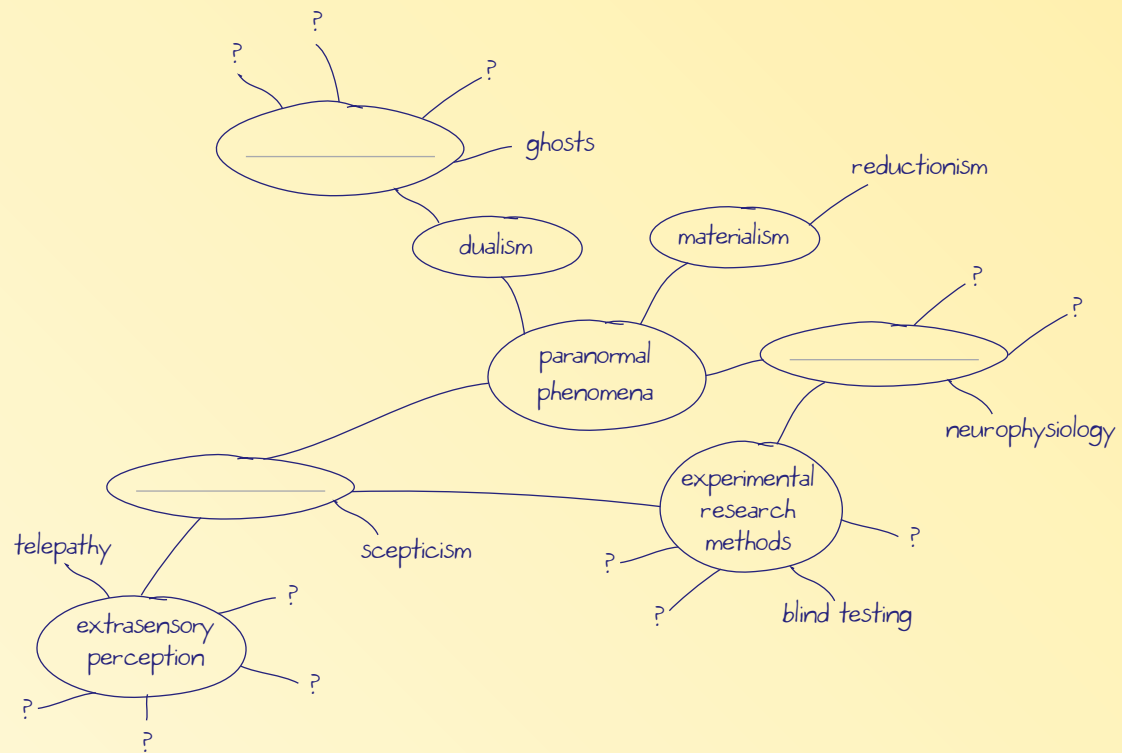 ?
?
?
ghosts
reductionism
dualism
materialism
?
?
paranormal
phenomena
neurophysiology
experimental
research
methods
?
?
?
blind testing
scepticism
telepathy
extrasensory
perception
?
?
?
?